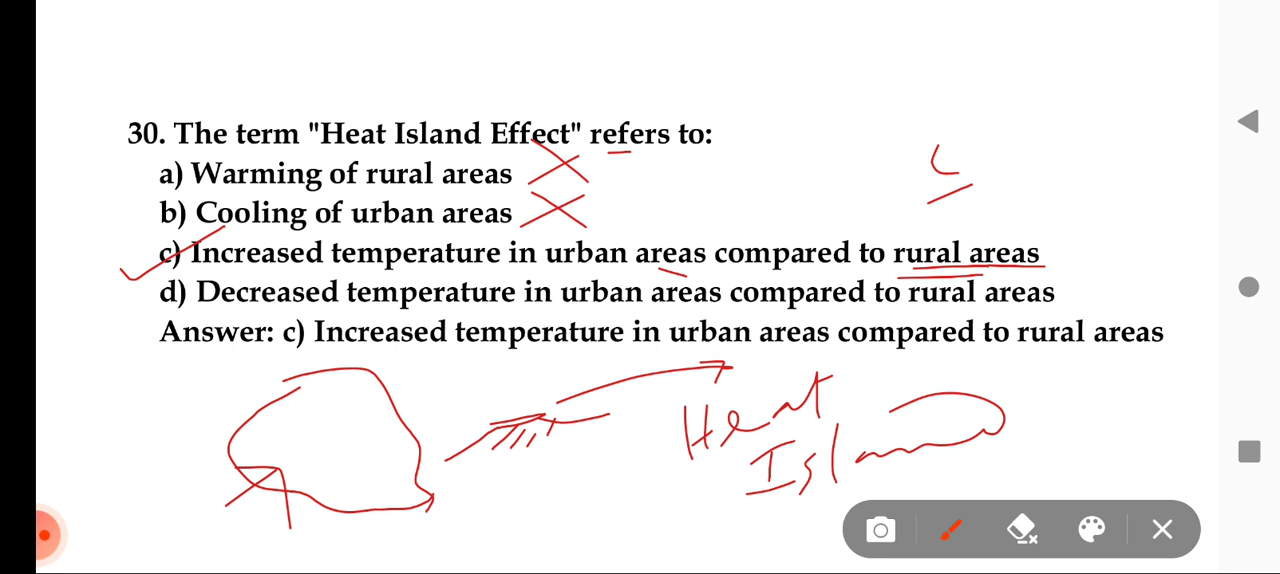 30. The term "Heat Island Effect" refers to:
a) Warming of rural areas
b) Cooling of urban areas
c) Increased temperature in urban areas compared to rural areas
d) Decreased temperature in urban areas compared to rural areas
Answer: c) Increased temperature in urban areas compared to rural areas
Heat
Island